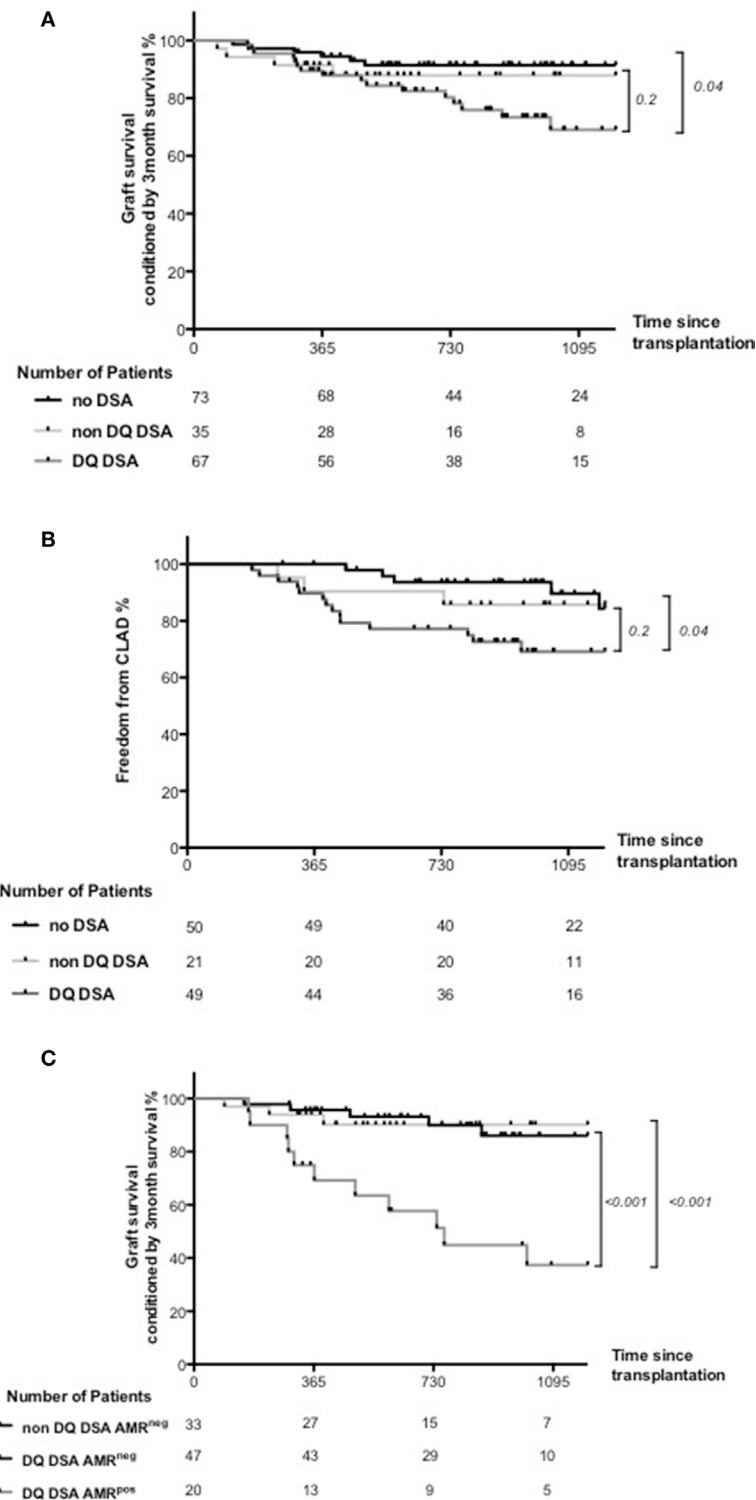 A
Graft survival
conditioned by 3month survival %
100
80
60
40
20
0
0 365 730 1095
0.2
0.04
Time since
transplantation
Number of Patients
no DSA 73 68 44 24
non DQ DSA 35 28 16 8
DQ DSA 67 56 38 15
B
Freedom from CLAD %
100
80
60
40
20
0
0 365 730 1095
0.2
0.04
Time since
transplantation
Number of Patients
no DSA 50 49 40 22
non DQ DSA 21 20 20 11
DQ DSA 49 44 36 16
C
Graft survival
conditioned by 3month survival %
100
80
60
40
20
0
0 365 730 1095
<0.001
<0.001
Time since
transplantation
Number of Patients
non DQ DSA AMRneg 33 27 15 7
DQ DSA AMRneg 47 43 29 10
DQ DSA AMRpos 20 13 9 5